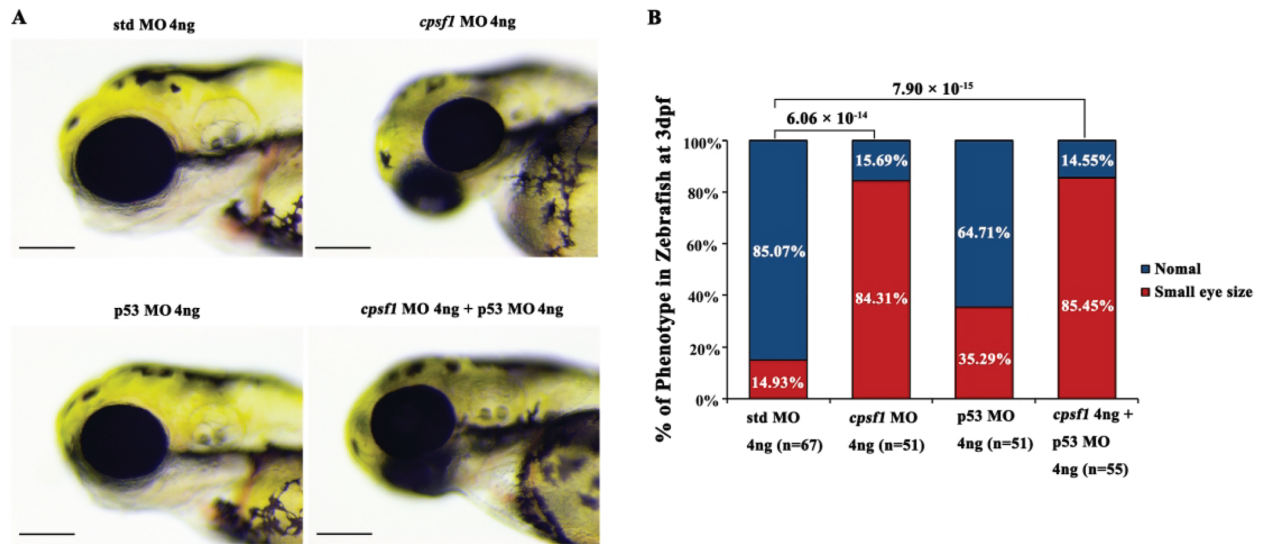 A
std MO 4ng
cpsf1 MO 4ng
p53 MO 4ng
cpsf1 MO 4ng + p53 MO 4ng
B
7.90 × 10⁻¹⁵
6.06 × 10⁻¹⁴
% of Phenotype in Zebrafish at 3dpf
100%
80%
60%
40%
20%
0%
85.07%
14.93%
15.69%
84.31%
64.71%
35.29%
14.55%
85.45%
std MO
4ng (n=67)
cpsf1 MO
4ng (n=51)
p53 MO
4ng (n=51)
cpsf1 4ng +
p53 MO
4ng (n=55)
Nomal
Small eye size